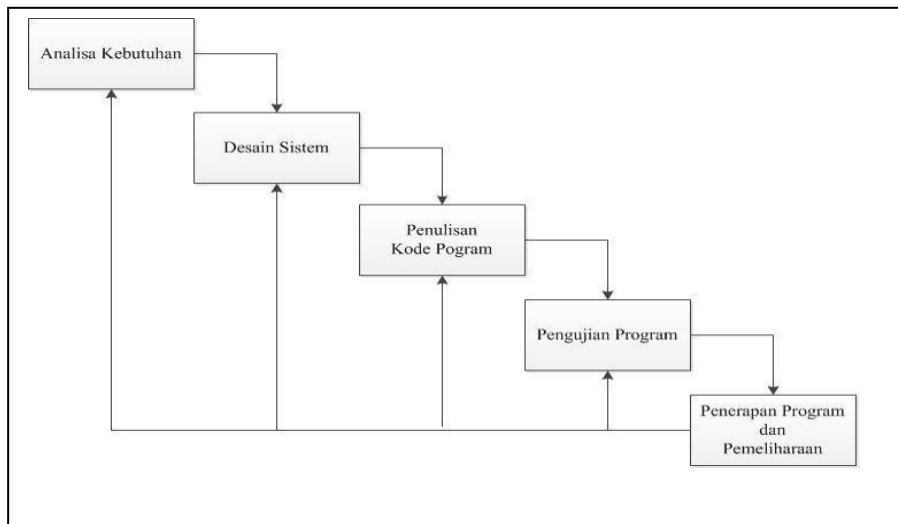 Analisa Kebutuhan
Desain Sistem
Penulisan
Kode Pogram
Pengujian Program
Penerapan Program
dan
Pemeliharaan